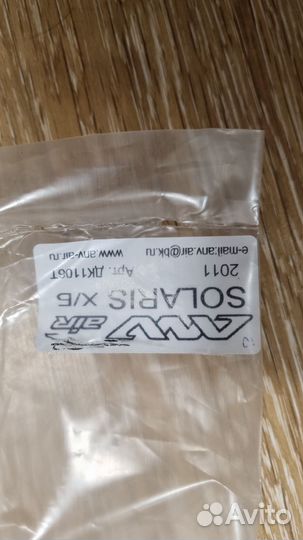 ANV
air
SOLARIS Х/Б
2011
Арт. ДК1106Т
e-mail:anv.air@bk.ru
www.anv-air.ru
Avito